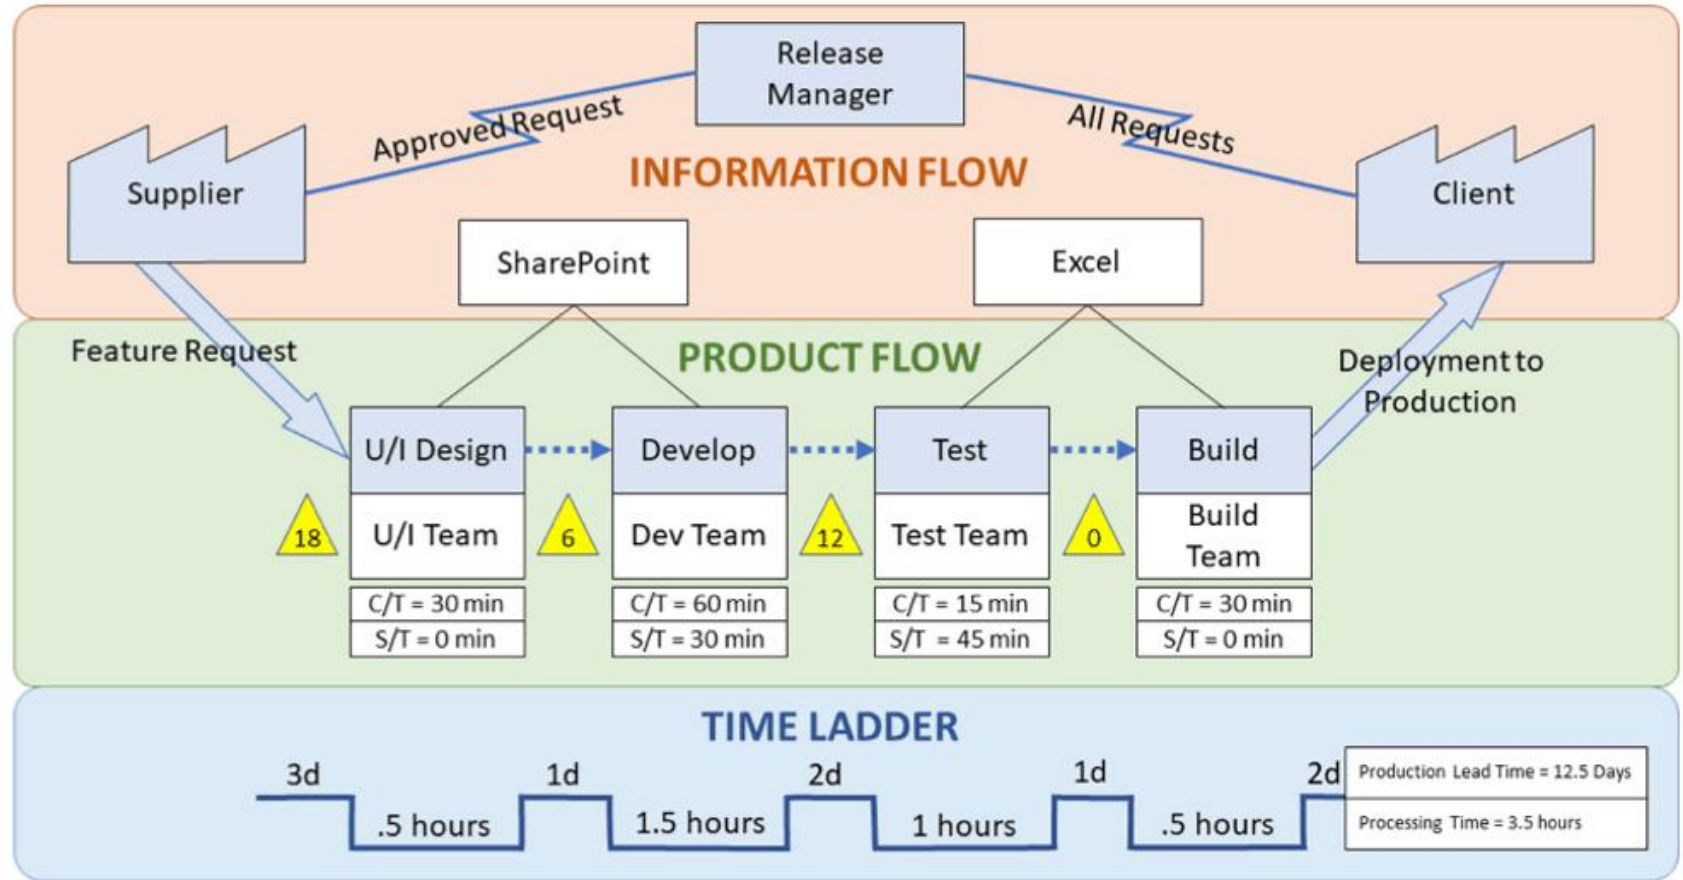 Release
Manager
Approved Request
All Requests
INFORMATION FLOW
Supplier
Client
SharePoint
Excel
Feature Request
PRODUCT FLOW
Deployment to
Production
U/I Design
Develop
Test
Build
18
U/I Team
6
Dev Team
12
Test Team
0
Build
Team
C/T = 30 min
S/T = 0 min
C/T = 60 min
S/T = 30 min
C/T = 15 min
S/T = 45 min
C/T = 30 min
S/T = 0 min
TIME LADDER
3d
.5 hours
1d
1.5 hours
2d
1 hours
1d
.5 hours
2d
Production Lead Time = 12.5 Days
Processing Time = 3.5 hours